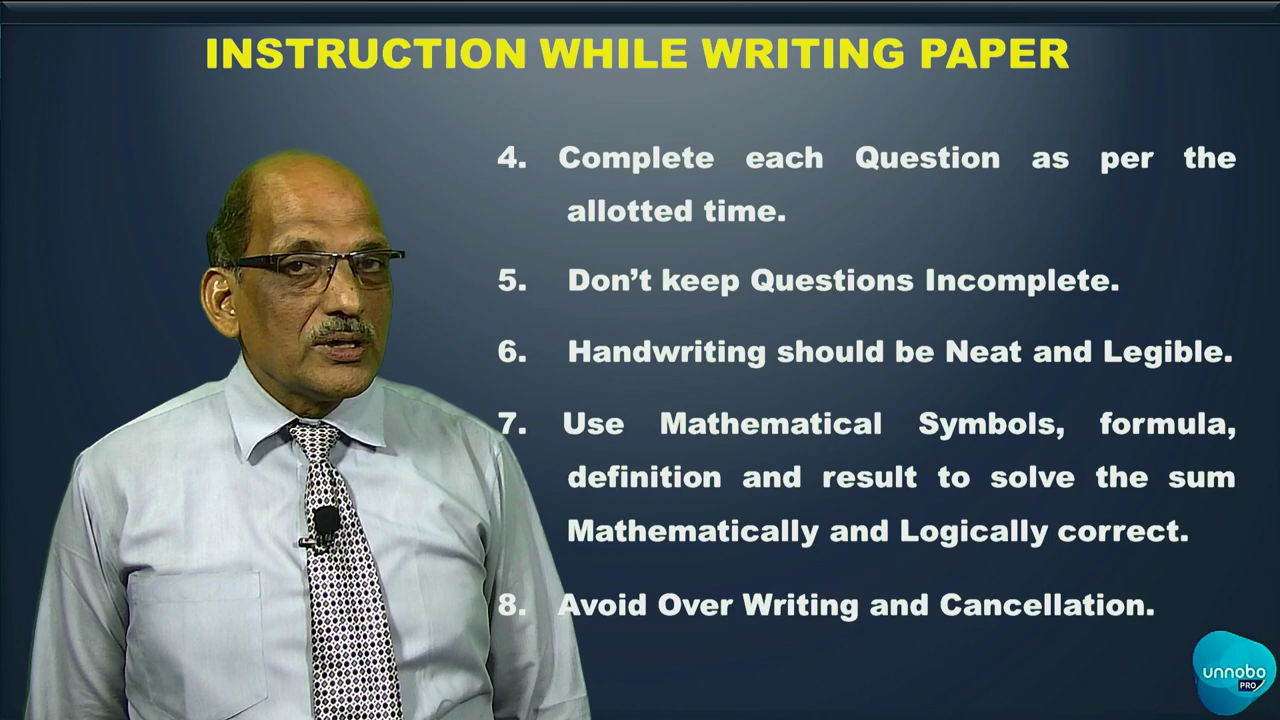 INSTRUCTION WHILE WRITING PAPER
4. Complete each Question as per the
allotted time.
5. Don’t keep Questions Incomplete.
6. Handwriting should be Neat and Legible.
7. Use Mathematical Symbols, formula,
definition and result to solve the sum
Mathematically and Logically correct.
8. Avoid Over Writing and Cancellation.
unnobo
PRO